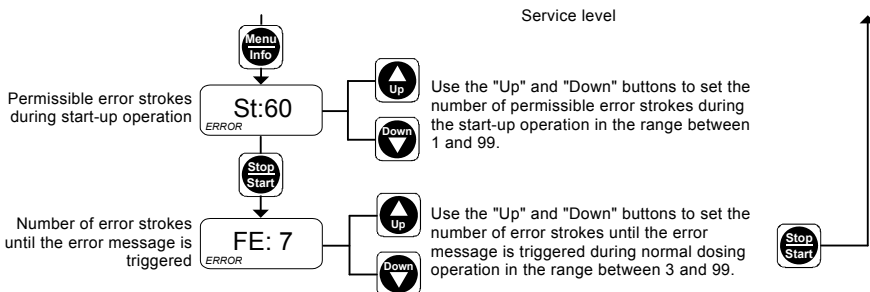 Service level
Menu
Info
Permissible error strokes
during start-up operation
St:60
ERROR
Up
Down
Use the "Up" and "Down" buttons to set the
number of permissible error strokes during
the start-up operation in the range between
1 and 99.
Stop
Start
Number of error strokes
until the error message is
triggered
FE: 7
ERROR
Up
Down
Use the "Up" and "Down" buttons to set the
number of error strokes until the error
message is triggered during normal dosing
operation in the range between 3 and 99.
Stop
Start